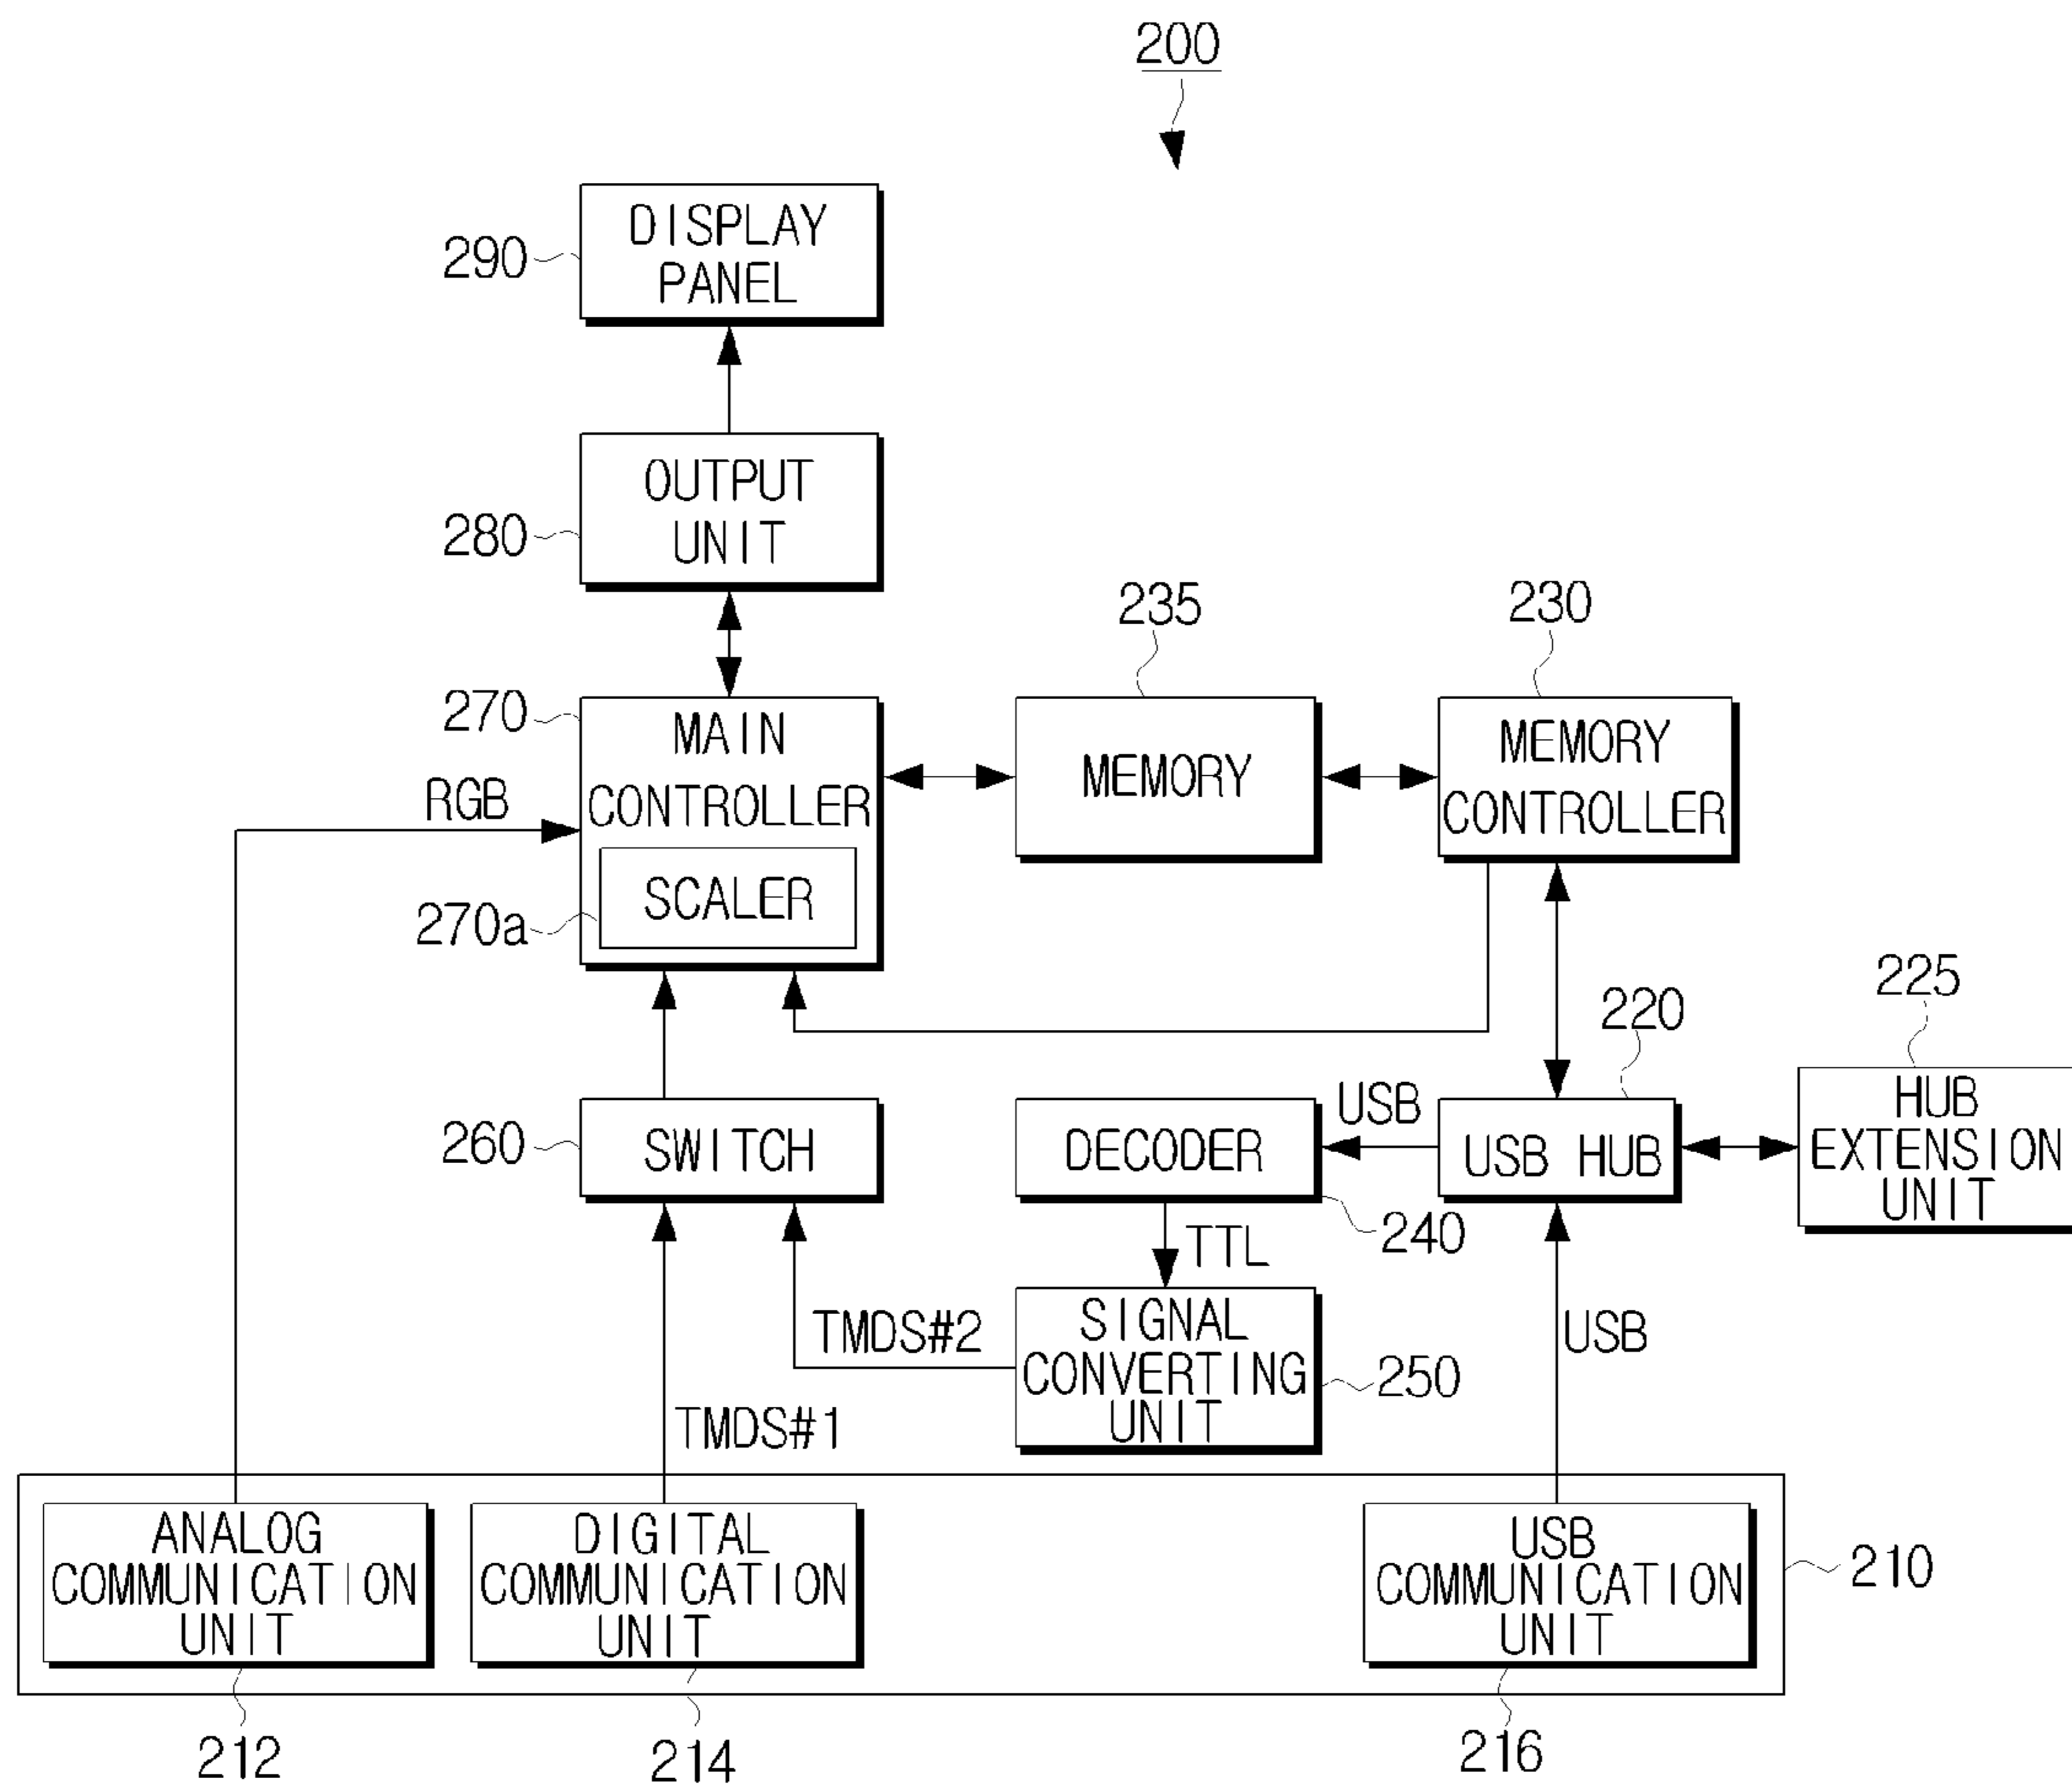 200
DISPLAY
PANEL
290
OUTPUT
UNIT
280
235
230
270
MAIN
CONTROLLER
MEMORY
MEMORY
CONTROLLER
RGB
SCALER
270a
225
220
HUB
EXTENSION
UNIT
USB
260
SWITCH
DECODER
USB HUB
240
TTL
SIGNAL
CONVERTING
UNIT
TMDS#2
USB
250
TMDS#1
ANALOG
COMMUNICATION
UNIT
DIGITAL
COMMUNICATION
UNIT
USB
COMMUNICATION
UNIT
210
212
214
216